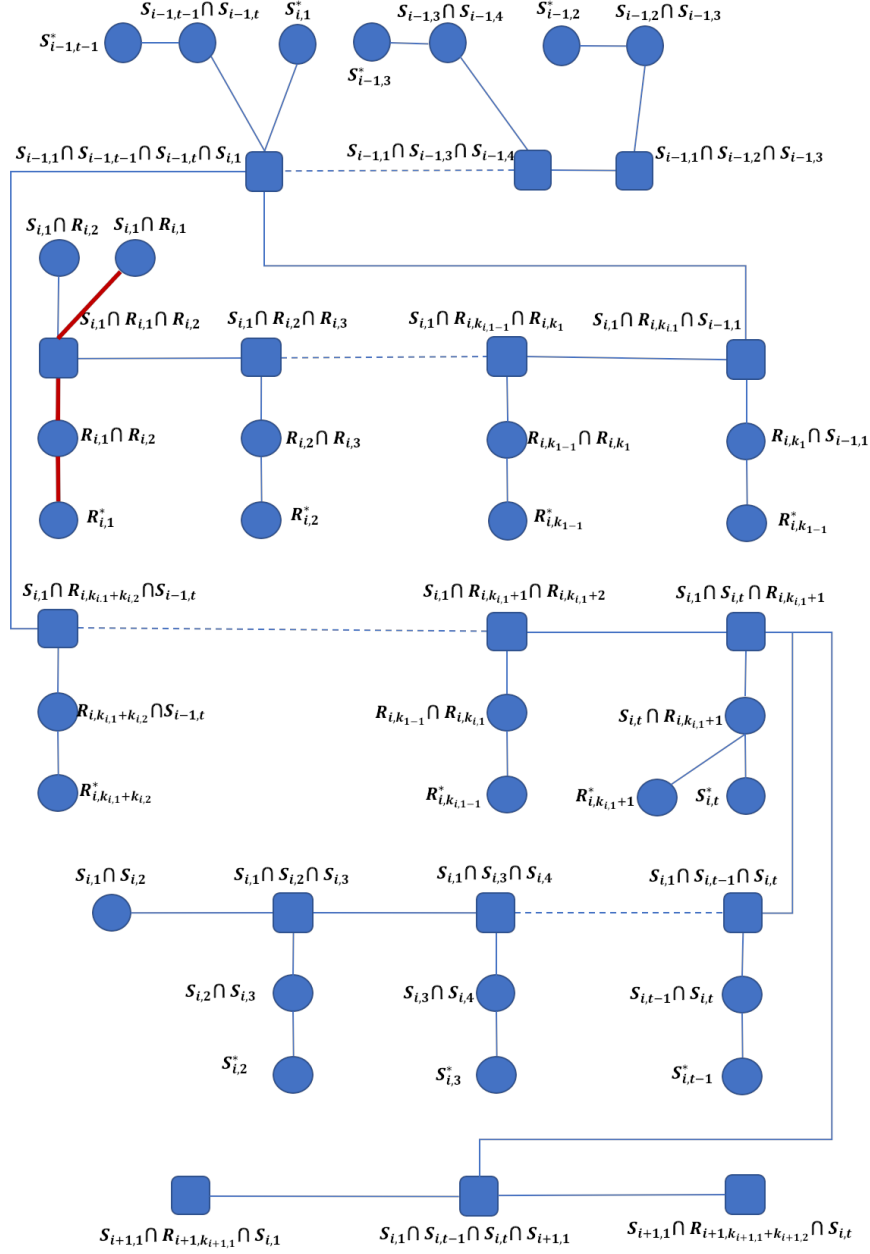 S*_{i−1,t−1} S_{i−1,t−1} ∩ S_{i−1,t} S*_{i,1} S*_{i−1,3} S_{i−1,3} ∩ S_{i−1,4} S*_{i−1,2} S_{i−1,2} ∩ S_{i−1,3}
S_{i−1,1} ∩ S_{i−1,t−1} ∩ S_{i−1,t} ∩ S_{i,1} S_{i−1,1} ∩ S_{i−1,3} ∩ S_{i−1,4} S_{i−1,1} ∩ S_{i−1,2} ∩ S_{i−1,3}
S_{i,1} ∩ R_{i,2} S_{i,1} ∩ R_{i,1}
S_{i,1} ∩ R_{i,1} ∩ R_{i,2} S_{i,1} ∩ R_{i,2} ∩ R_{i,3} S_{i,1} ∩ R_{i,k_{i,1−1}} ∩ R_{i,k_1} S_{i,1} ∩ R_{i,k_{i,1}} ∩ S_{i−1,1}
R_{i,1} ∩ R_{i,2} R_{i,2} ∩ R_{i,3} R_{i,k_{1−1}} ∩ R_{i,k_1} R_{i,k_1} ∩ S_{i−1,1}
R*_{i,1} R*_{i,2} R*_{i,k_{1−1}} R*_{i,k_{1−1}}
S_{i,1} ∩ R_{i,k_{i,1}+k_{i,2}} ∩ S_{i−1,t} S_{i,1} ∩ R_{i,k_{i,1}+1} ∩ R_{i,k_{i,1}+2} S_{i,1} ∩ S_{i,t} ∩ R_{i,k_{i,1}+1}
R_{i,k_{i,1}+k_{i,2}} ∩ S_{i−1,t} R_{i,k_{1−1}} ∩ R_{i,k_{i,1}} S_{i,t} ∩ R_{i,k_{i,1}+1}
R*_{i,k_{i,1}+k_{i,2}} R*_{i,k_{i,1−1}} R*_{i,k_{i,1}+1} S*_{i,t}
S_{i,1} ∩ S_{i,2} S_{i,1} ∩ S_{i,2} ∩ S_{i,3} S_{i,1} ∩ S_{i,3} ∩ S_{i,4} S_{i,1} ∩ S_{i,t−1} ∩ S_{i,t}
S_{i,2} ∩ S_{i,3} S_{i,3} ∩ S_{i,4} S_{i,t−1} ∩ S_{i,t}
S*_{i,2} S*_{i,3} S*_{i,t−1}
S_{i+1,1} ∩ R_{i+1,k_{i+1,1}} ∩ S_{i,1} S_{i,1} ∩ S_{i,t−1} ∩ S_{i,t} ∩ S_{i+1,1} S_{i+1,1} ∩ R_{i+1,k_{i+1,1}+k_{i+1,2}} ∩ S_{i,t}